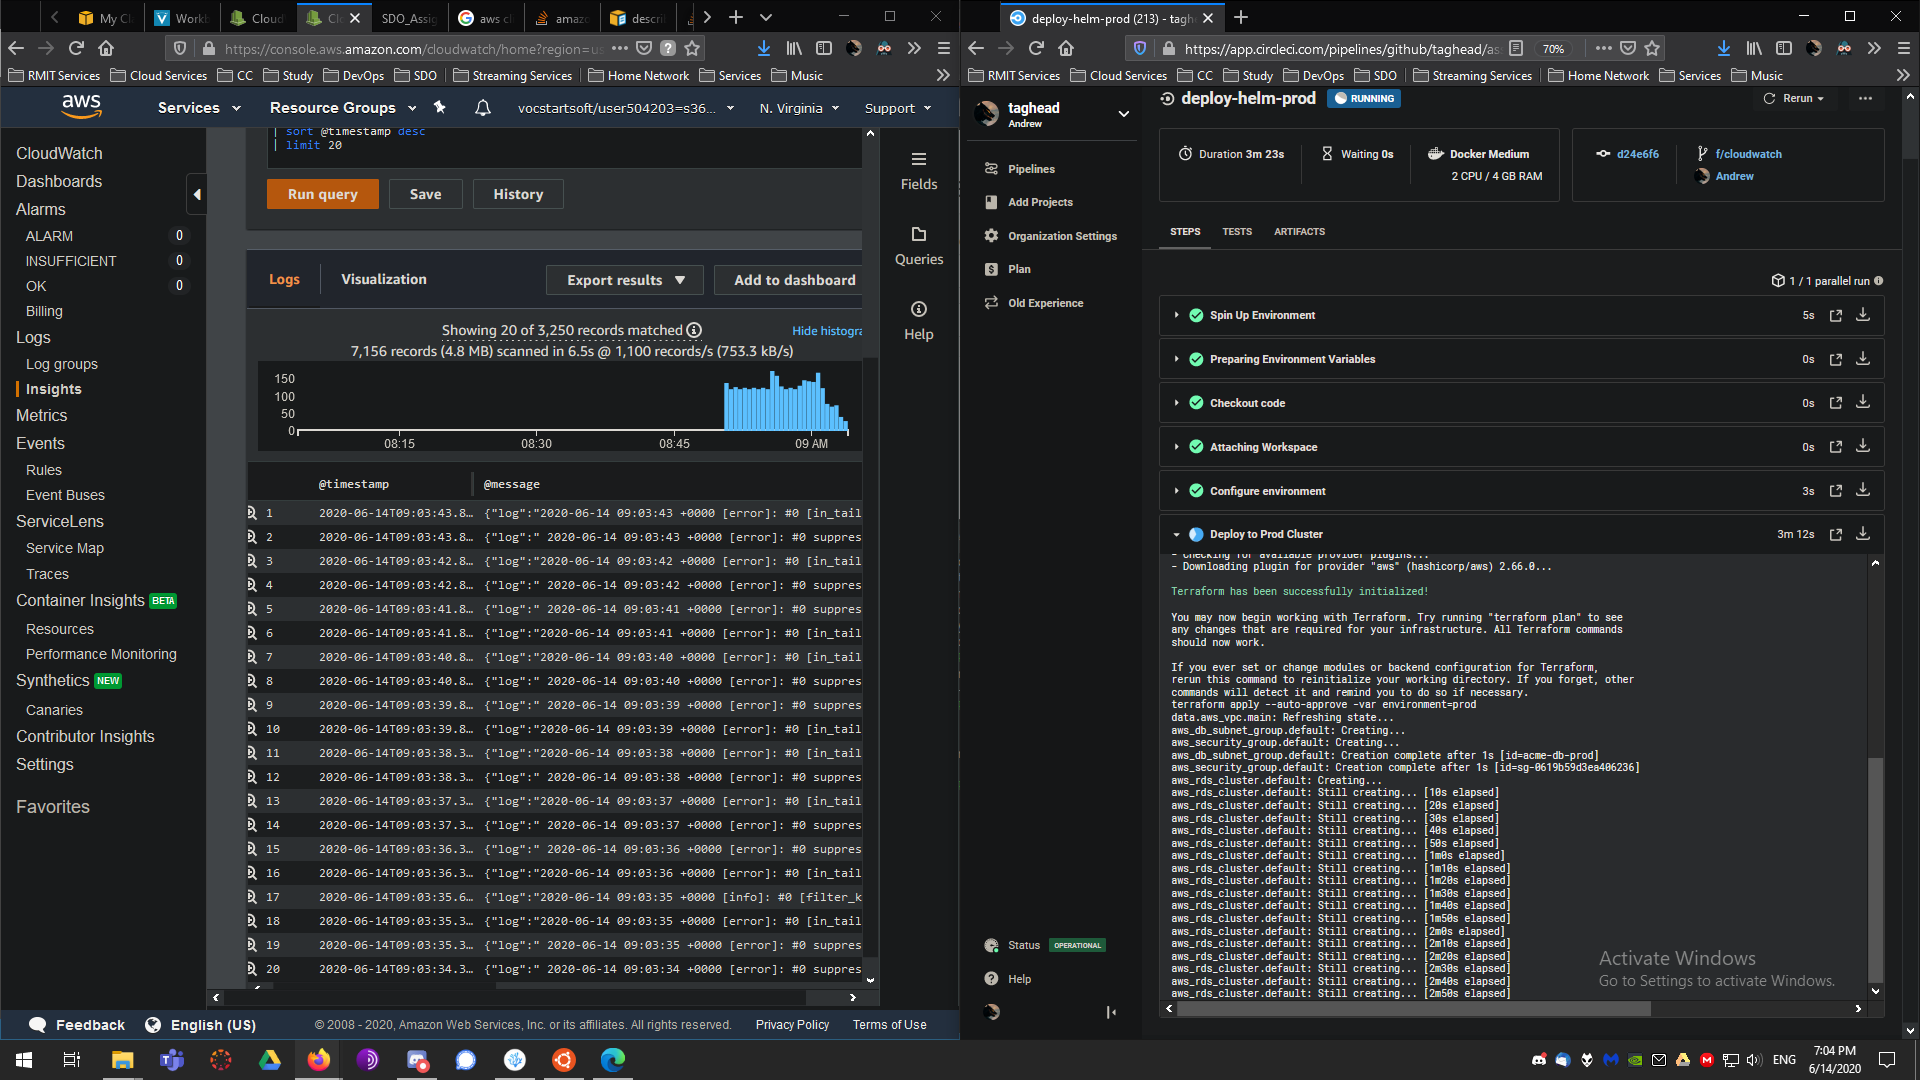 My Cl
Workb
Cloud
Cl
SDO_Assig
aws cl
amazo
describ
https://console.aws.amazon.com/cloudwatch/home?region=us
RMIT Services
Cloud Services
CC
Study
DevOps
SDO
Streaming Services
Home Network
Services
Music
aws
Services
Resource Groups
vocstartsoft/user504203=s36...
N. Virginia
Support
CloudWatch
Dashboards
Alarms
ALARM 0
INSUFFICIENT 0
OK 0
Billing
Logs
Log groups
Insights
Metrics
Events
Rules
Event Buses
ServiceLens
Service Map
Traces
Container Insights BETA
Resources
Performance Monitoring
Synthetics NEW
Canaries
Contributor Insights
Settings
Favorites
| sort @timestamp desc
| limit 20
Run query
Save
History
Fields
Queries
Help
Logs
Visualization
Export results
Add to dashboard
Showing 20 of 3,250 records matched
Hide histogra
7,156 records (4.8 MB) scanned in 6.5s @ 1,100 records/s (753.3 kB/s)
150
100
50
0
08:15
08:30
08:45
09 AM
@timestamp @message
1 2020-06-14T09:03:43.8... {"log":"2020-06-14 09:03:43 +0000 [error]: #0 [in_tail
2 2020-06-14T09:03:43.8... {"log":" 2020-06-14 09:03:43 +0000 [error]: #0 suppres
3 2020-06-14T09:03:42.8... {"log":"2020-06-14 09:03:42 +0000 [error]: #0 [in_tail
4 2020-06-14T09:03:42.8... {"log":" 2020-06-14 09:03:42 +0000 [error]: #0 suppres
5 2020-06-14T09:03:41.8... {"log":" 2020-06-14 09:03:41 +0000 [error]: #0 suppres
6 2020-06-14T09:03:41.8... {"log":"2020-06-14 09:03:41 +0000 [error]: #0 [in_tail
7 2020-06-14T09:03:40.8... {"log":"2020-06-14 09:03:40 +0000 [error]: #0 [in_tail
8 2020-06-14T09:03:40.8... {"log":" 2020-06-14 09:03:40 +0000 [error]: #0 suppres
9 2020-06-14T09:03:39.8... {"log":" 2020-06-14 09:03:39 +0000 [error]: #0 suppres
10 2020-06-14T09:03:39.8... {"log":"2020-06-14 09:03:39 +0000 [error]: #0 [in_tail
11 2020-06-14T09:03:38.3... {"log":"2020-06-14 09:03:38 +0000 [error]: #0 [in_tail
12 2020-06-14T09:03:38.3... {"log":" 2020-06-14 09:03:38 +0000 [error]: #0 suppres
13 2020-06-14T09:03:37.3... {"log":"2020-06-14 09:03:37 +0000 [error]: #0 [in_tail
14 2020-06-14T09:03:37.3... {"log":" 2020-06-14 09:03:37 +0000 [error]: #0 suppres
15 2020-06-14T09:03:36.3... {"log":" 2020-06-14 09:03:36 +0000 [error]: #0 suppres
16 2020-06-14T09:03:36.3... {"log":"2020-06-14 09:03:36 +0000 [error]: #0 [in_tail
17 2020-06-14T09:03:35.6... {"log":"2020-06-14 09:03:35 +0000 [info]: #0 [filter_k
18 2020-06-14T09:03:35.3... {"log":"2020-06-14 09:03:35 +0000 [error]: #0 [in_tail
19 2020-06-14T09:03:35.3... {"log":" 2020-06-14 09:03:35 +0000 [error]: #0 suppres
20 2020-06-14T09:03:34.3... {"log":" 2020-06-14 09:03:34 +0000 [error]: #0 suppres
Feedback
English (US)
© 2008 - 2020, Amazon Web Services, Inc. or its affiliates. All rights reserved.
Privacy Policy
Terms of Use
deploy-helm-prod (213) - tagh
https://app.circleci.com/pipelines/github/taghead/as
70%
RMIT Services
Cloud Services
CC
Study
DevOps
SDO
Streaming Services
Home Network
Services
Music
taghead
Andrew
Pipelines
Add Projects
Organization Settings
Plan
Old Experience
Status OPERATIONAL
Help
deploy-helm-prod RUNNING
Rerun
Duration 3m 23s
Waiting 0s
Docker Medium
2 CPU / 4 GB RAM
d24e6f6
f/cloudwatch
Andrew
STEPS
TESTS
ARTIFACTS
1 / 1 parallel run
Spin Up Environment 5s
Preparing Environment Variables 0s
Checkout code 0s
Attaching Workspace 0s
Configure environment 3s
Deploy to Prod Cluster 3m 12s
- Checking for available provider plugins...
- Downloading plugin for provider "aws" (hashicorp/aws) 2.66.0...
Terraform has been successfully initialized!
You may now begin working with Terraform. Try running "terraform plan" to see
any changes that are required for your infrastructure. All Terraform commands
should now work.
If you ever set or change modules or backend configuration for Terraform,
rerun this command to reinitialize your working directory. If you forget, other
commands will detect it and remind you to do so if necessary.
terraform apply --auto-approve -var environment=prod
data.aws_vpc.main: Refreshing state...
aws_db_subnet_group.default: Creating...
aws_security_group.default: Creating...
aws_db_subnet_group.default: Creation complete after 1s [id=acme-db-prod]
aws_security_group.default: Creation complete after 1s [id=sg-0619b59d3ea406236]
aws_rds_cluster.default: Creating...
aws_rds_cluster.default: Still creating... [10s elapsed]
aws_rds_cluster.default: Still creating... [20s elapsed]
aws_rds_cluster.default: Still creating... [30s elapsed]
aws_rds_cluster.default: Still creating... [40s elapsed]
aws_rds_cluster.default: Still creating... [50s elapsed]
aws_rds_cluster.default: Still creating... [1m0s elapsed]
aws_rds_cluster.default: Still creating... [1m10s elapsed]
aws_rds_cluster.default: Still creating... [1m20s elapsed]
aws_rds_cluster.default: Still creating... [1m30s elapsed]
aws_rds_cluster.default: Still creating... [1m40s elapsed]
aws_rds_cluster.default: Still creating... [1m50s elapsed]
aws_rds_cluster.default: Still creating... [2m0s elapsed]
aws_rds_cluster.default: Still creating... [2m10s elapsed]
aws_rds_cluster.default: Still creating... [2m20s elapsed]
aws_rds_cluster.default: Still creating... [2m30s elapsed]
aws_rds_cluster.default: Still creating... [2m40s elapsed]
aws_rds_cluster.default: Still creating... [2m50s elapsed]
Activate Windows
Go to Settings to activate Windows.
ENG
7:04 PM
6/14/2020